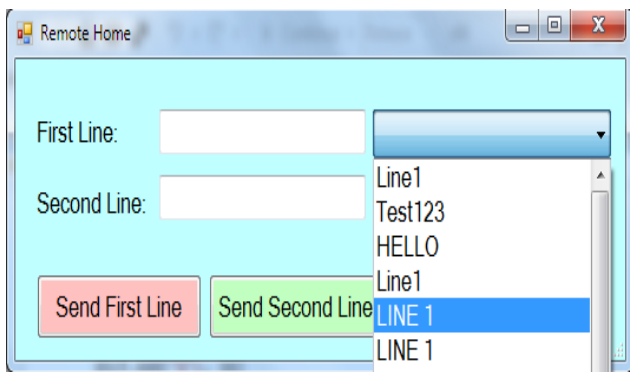 Remote Home
First Line:
Line1
Second Line:
Test123
HELLO
Line1
Send First Line
Send Second Line
LINE 1
LINE 1